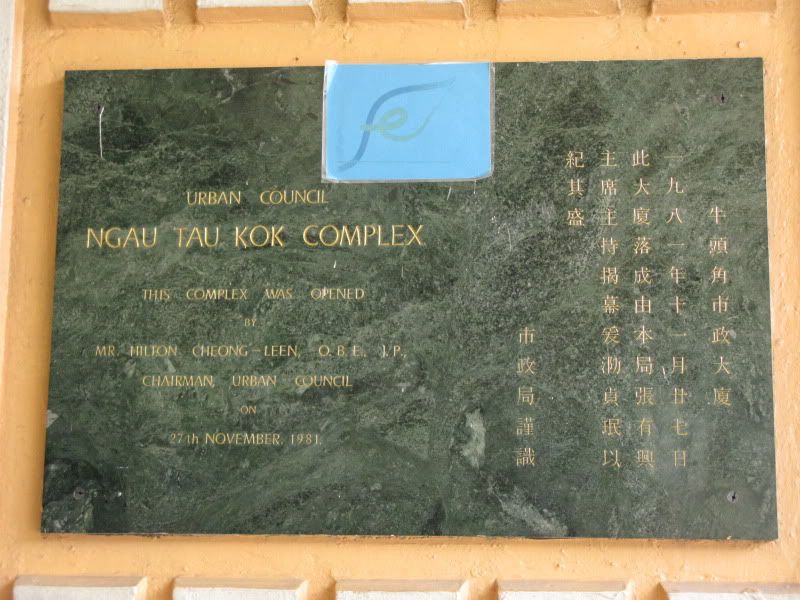 URBAN COUNCIL
NGAU TAU KOK COMPLEX
THIS COMPLEX WAS OPENED
BY
MR. HILTON CHEONG-LEEN, O.B.E., J.P.,
CHAIRMAN, URBAN COUNCIL
ON
27th NOVEMBER, 1981.
牛頭角市政大廈
一九八一年十一月廿七日
此大廈落成由本局張有興
主席主持揭幕爰泐貞珉以
紀其盛
市政局謹識